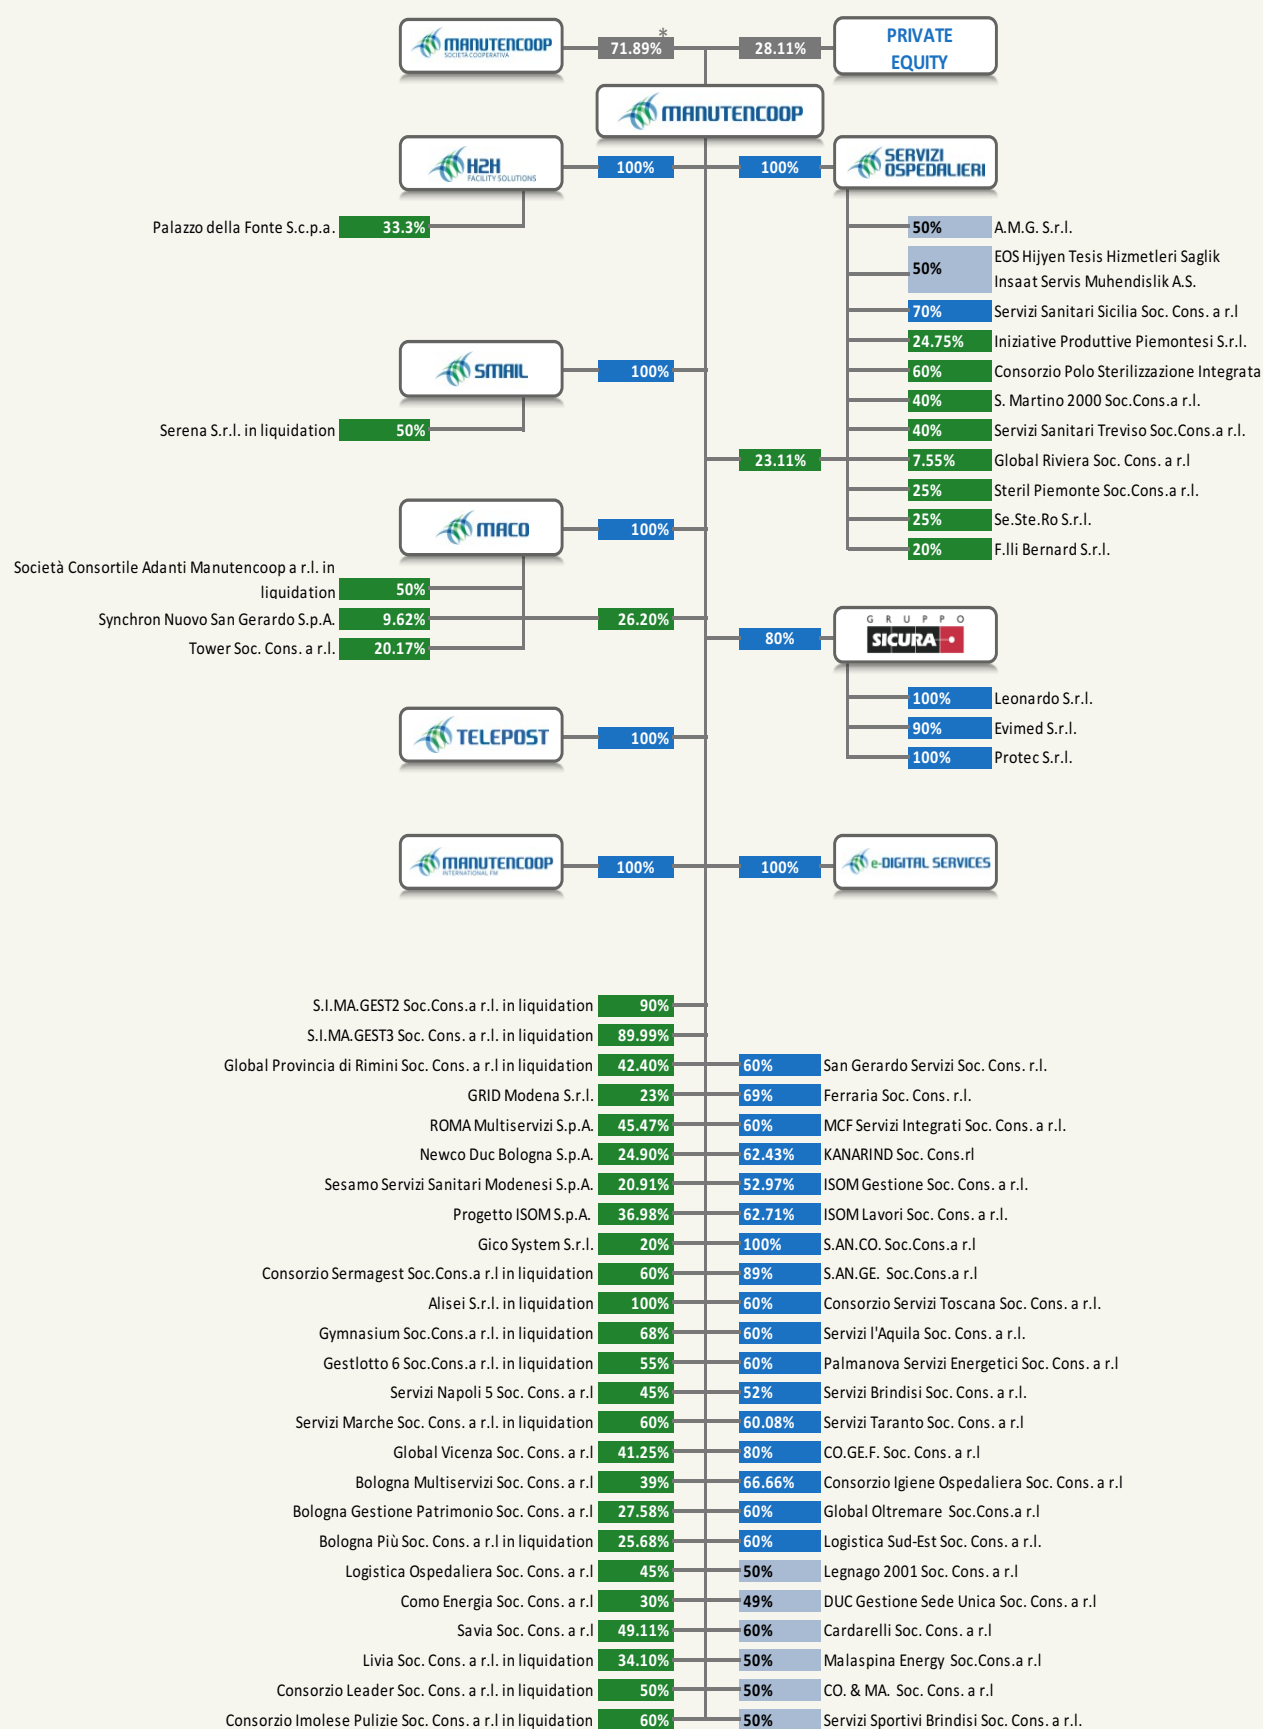 MANUTENCOOP
SOCIETÀ COOPERATIVA
71.89%
*
28.11%
PRIVATE
EQUITY
MANUTENCOOP
H2H
FACILITY SOLUTIONS
100%
100%
SERVIZI
OSPEDALIERI
Palazzo della Fonte S.c.p.a.
33.3%
50%
A.M.G. S.r.l.
50%
EOS Hijyen Tesis Hizmetleri Saglik
Insaat Servis Muhendislik A.S.
70%
Servizi Sanitari Sicilia Soc. Cons. a r.l
24.75%
Iniziative Produttive Piemontesi S.r.l.
60%
Consorzio Polo Sterilizzazione Integrata
40%
S. Martino 2000 Soc.Cons.a r.l.
40%
Servizi Sanitari Treviso Soc.Cons.a r.l.
23.11%
7.55%
Global Riviera Soc. Cons. a r.l
25%
Steril Piemonte Soc.Cons.a r.l.
25%
Se.Ste.Ro S.r.l.
20%
F.lli Bernard S.r.l.
SMAIL
100%
Serena S.r.l. in liquidation
50%
MACO
100%
Società Consortile Adanti Manutencoop a r.l. in
liquidation
50%
Synchron Nuovo San Gerardo S.p.A.
9.62%
26.20%
Tower Soc. Cons. a r.l.
20.17%
80%
GRUPPO
SICURA
100%
Leonardo S.r.l.
90%
Evimed S.r.l.
100%
Protec S.r.l.
TELEPOST
100%
MANUTENCOOP
INTERNATIONAL FM
100%
100%
e-DIGITAL SERVICES
S.I.MA.GEST2 Soc.Cons.a r.l. in liquidation
90%
S.I.MA.GEST3 Soc. Cons. a r.l. in liquidation
89.99%
Global Provincia di Rimini Soc. Cons. a r.l in liquidation
42.40%
60%
San Gerardo Servizi Soc. Cons. r.l.
GRID Modena S.r.l.
23%
69%
Ferraria Soc. Cons. r.l.
ROMA Multiservizi S.p.A.
45.47%
60%
MCF Servizi Integrati Soc. Cons. a r.l.
Newco Duc Bologna S.p.A.
24.90%
62.43%
KANARIND Soc. Cons.rl
Sesamo Servizi Sanitari Modenesi S.p.A.
20.91%
52.97%
ISOM Gestione Soc. Cons. a r.l.
Progetto ISOM S.p.A.
36.98%
62.71%
ISOM Lavori Soc. Cons. a r.l.
Gico System S.r.l.
20%
100%
S.AN.CO. Soc.Cons.a r.l
Consorzio Sermagest Soc.Cons.a r.l in liquidation
60%
89%
S.AN.GE. Soc.Cons.a r.l
Alisei S.r.l. in liquidation
100%
60%
Consorzio Servizi Toscana Soc. Cons. a r.l.
Gymnasium Soc.Cons.a r.l. in liquidation
68%
60%
Servizi l'Aquila Soc. Cons. a r.l.
Gestlotto 6 Soc.Cons.a r.l. in liquidation
55%
60%
Palmanova Servizi Energetici Soc. Cons. a r.l
Servizi Napoli 5 Soc. Cons. a r.l
45%
52%
Servizi Brindisi Soc. Cons. a r.l.
Servizi Marche Soc. Cons. a r.l. in liquidation
60%
60.08%
Servizi Taranto Soc. Cons. a r.l
Global Vicenza Soc. Cons. a r.l
41.25%
80%
CO.GE.F. Soc. Cons. a r.l
Bologna Multiservizi Soc. Cons. a r.l
39%
66.66%
Consorzio Igiene Ospedaliera Soc. Cons. a r.l
Bologna Gestione Patrimonio Soc. Cons. a r.l
27.58%
60%
Global Oltremare Soc.Cons.a r.l
Bologna Più Soc. Cons. a r.l in liquidation
25.68%
60%
Logistica Sud-Est Soc. Cons. a r.l.
Logistica Ospedaliera Soc. Cons. a r.l
45%
50%
Legnago 2001 Soc. Cons. a r.l
Como Energia Soc. Cons. a r.l
30%
49%
DUC Gestione Sede Unica Soc. Cons. a r.l
Savia Soc. Cons. a r.l
49.11%
60%
Cardarelli Soc. Cons. a r.l
Livia Soc. Cons. a r.l. in liquidation
34.10%
50%
Malaspina Energy Soc.Cons.a r.l
Consorzio Leader Soc. Cons. a r.l. in liquidation
50%
50%
CO. & MA. Soc. Cons. a r.l
Consorzio Imolese Pulizie Soc. Cons. a r.l in liquidation
60%
50%
Servizi Sportivi Brindisi Soc. Cons. a r.l.